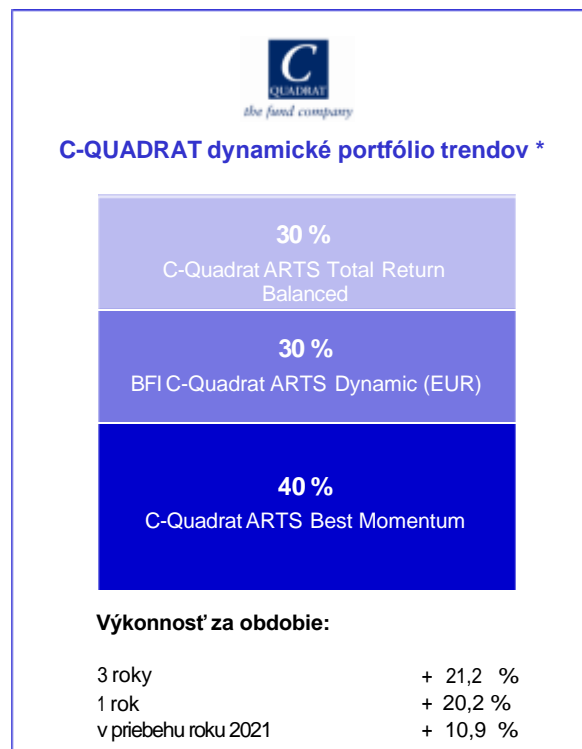 C
QUADRAT
the fund company
C-QUADRAT dynamické portfólio trendov *
30 %
C-Quadrat ARTS Total Return
Balanced
30 %
BFI C-Quadrat ARTS Dynamic (EUR)
40 %
C-Quadrat ARTS Best Momentum
Výkonnosť za obdobie:
3 roky + 21,2 %
1 rok + 20,2 %
v priebehu roku 2021 + 10,9 %